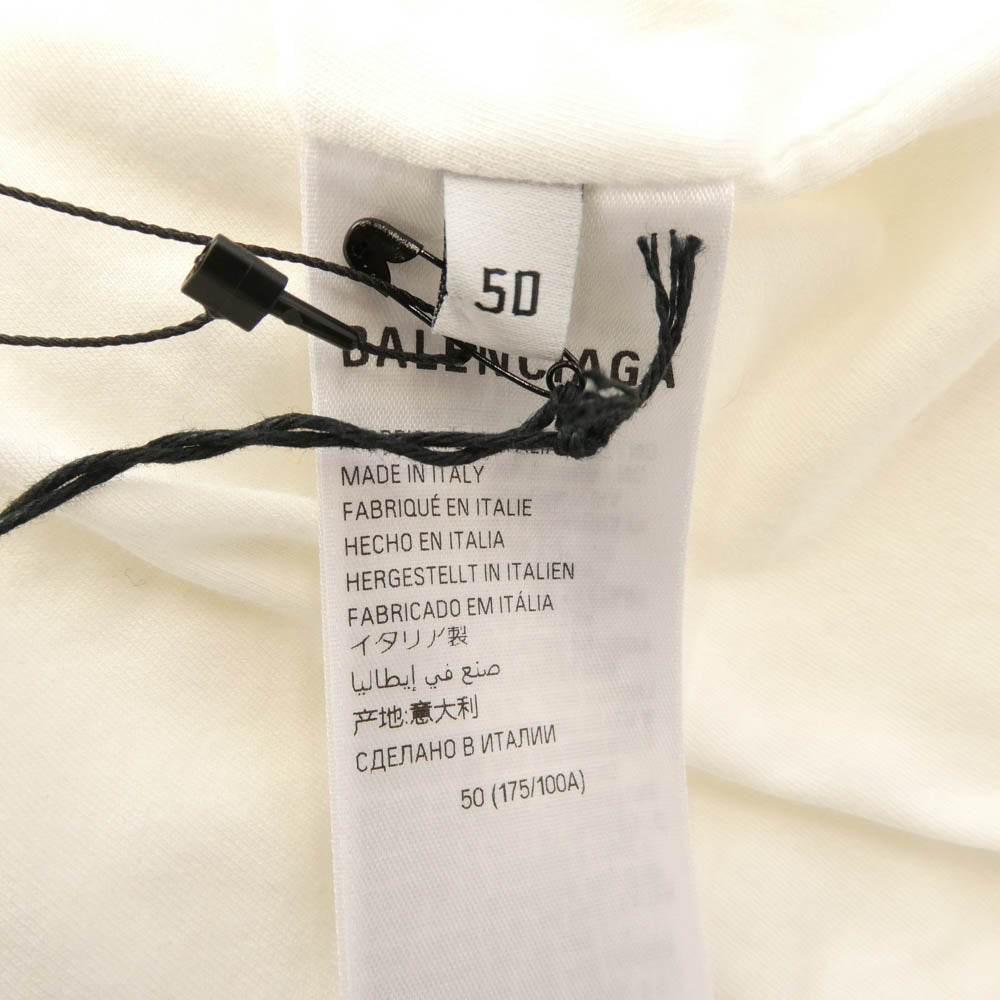 50
BALENCIAGA
MADE IN ITALY
FABRIQUÉ EN ITALIE
HECHO EN ITALIA
HERGESTELLT IN ITALIEN
FABRICADO EM ITÁLIA
イタリア製
صنع في إيطاليا
产地:意大利
СДЕЛАНО В ИТАЛИИ
50 (175/100A)